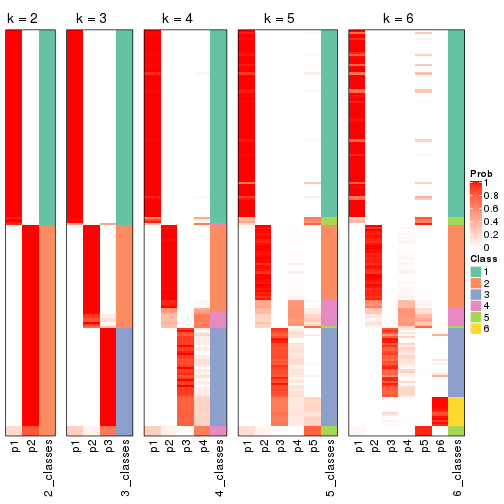 k = 2
k = 3
k = 4
k = 5
k = 6
p1
p2
2_classes
p1
p2
p3
3_classes
p1
p2
p3
p4
4_classes
p1
p2
p3
p4
p5
5_classes
p1
p2
p3
p4
p5
p6
6_classes
Prob
1
0.8
0.6
0.4
0.2
0
Class
1
2
3
4
5
6